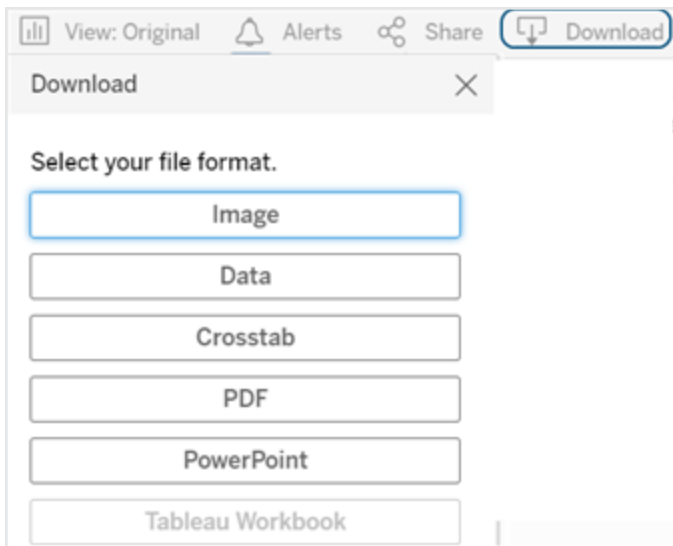 View: Original Alerts Share Download
Download
Select your file format.
Image
Data
Crosstab
PDF
PowerPoint
Tableau Workbook